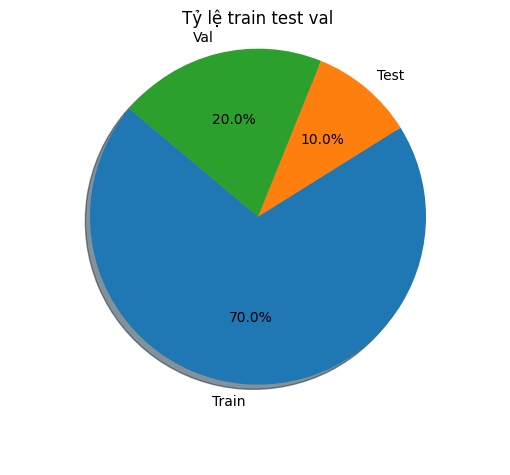 Tỷ lệ train test val
Val
Test
20.0%
10.0%
70.0%
Train